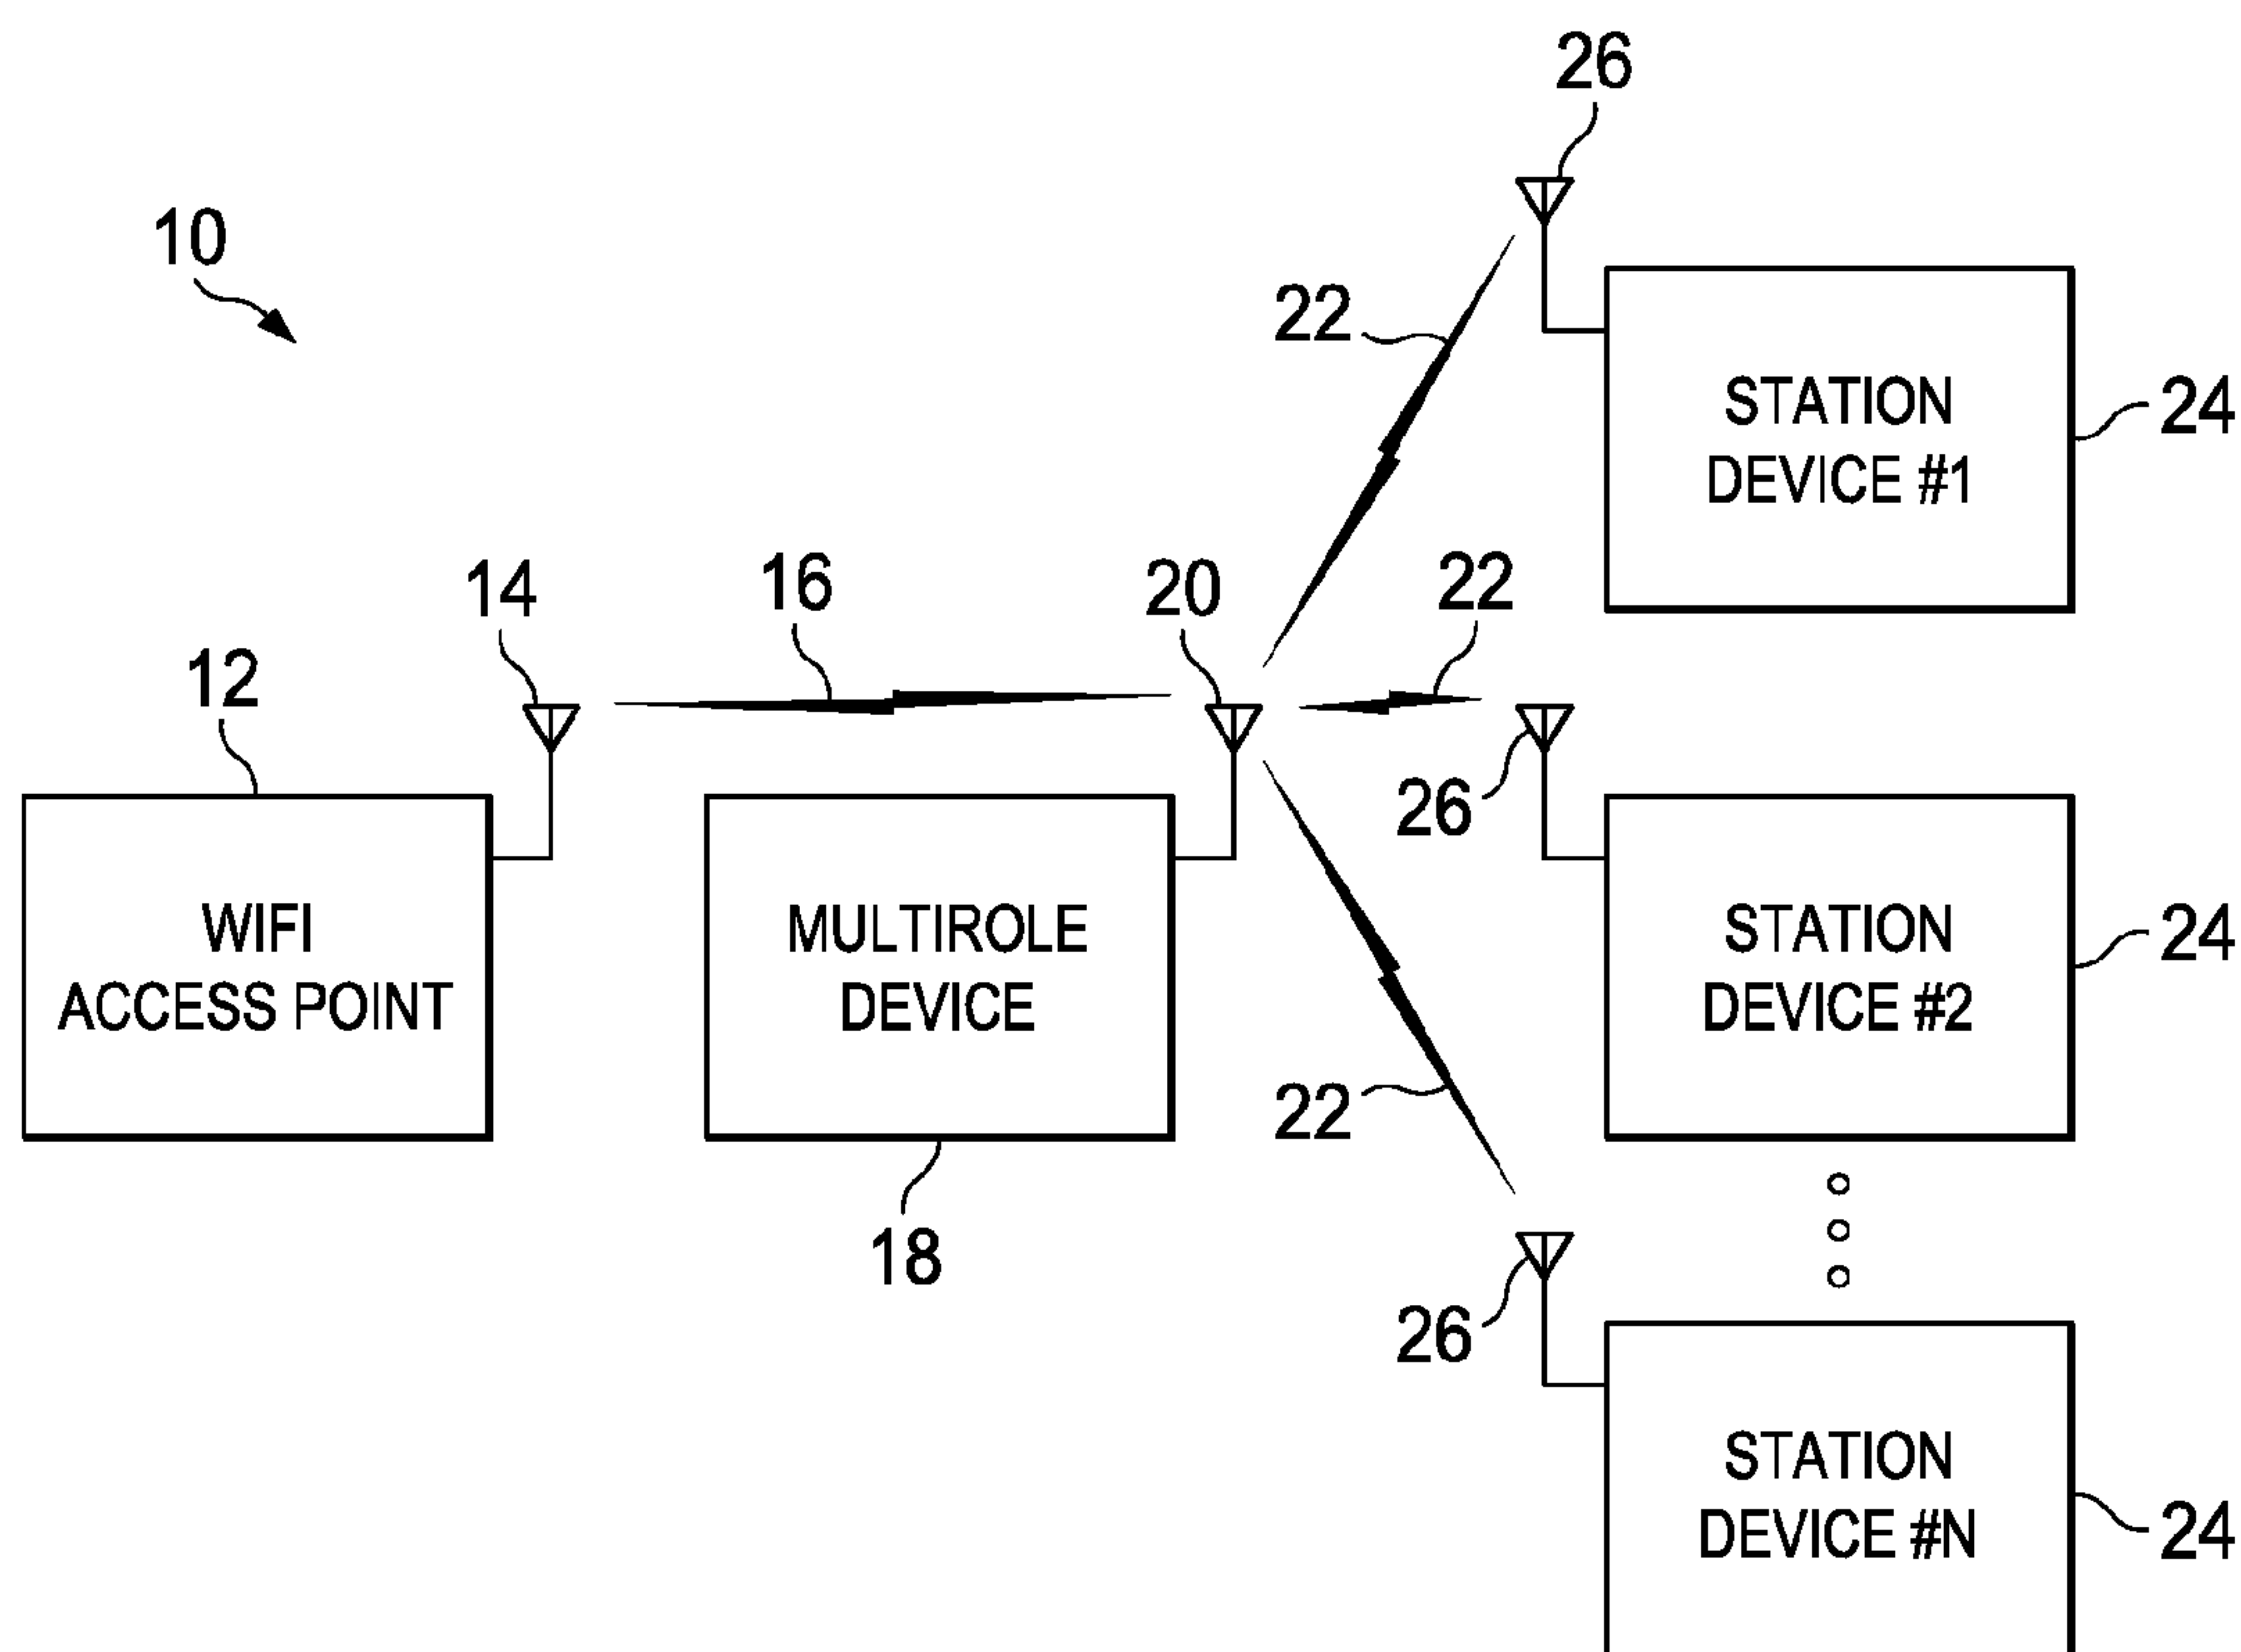 26
10
22
STATION
DEVICE #1
24
14
16
20
22
12
26
WIFI
ACCESS POINT
MULTIROLE
DEVICE
STATION
DEVICE #2
24
22
18
26
STATION
DEVICE #N
24